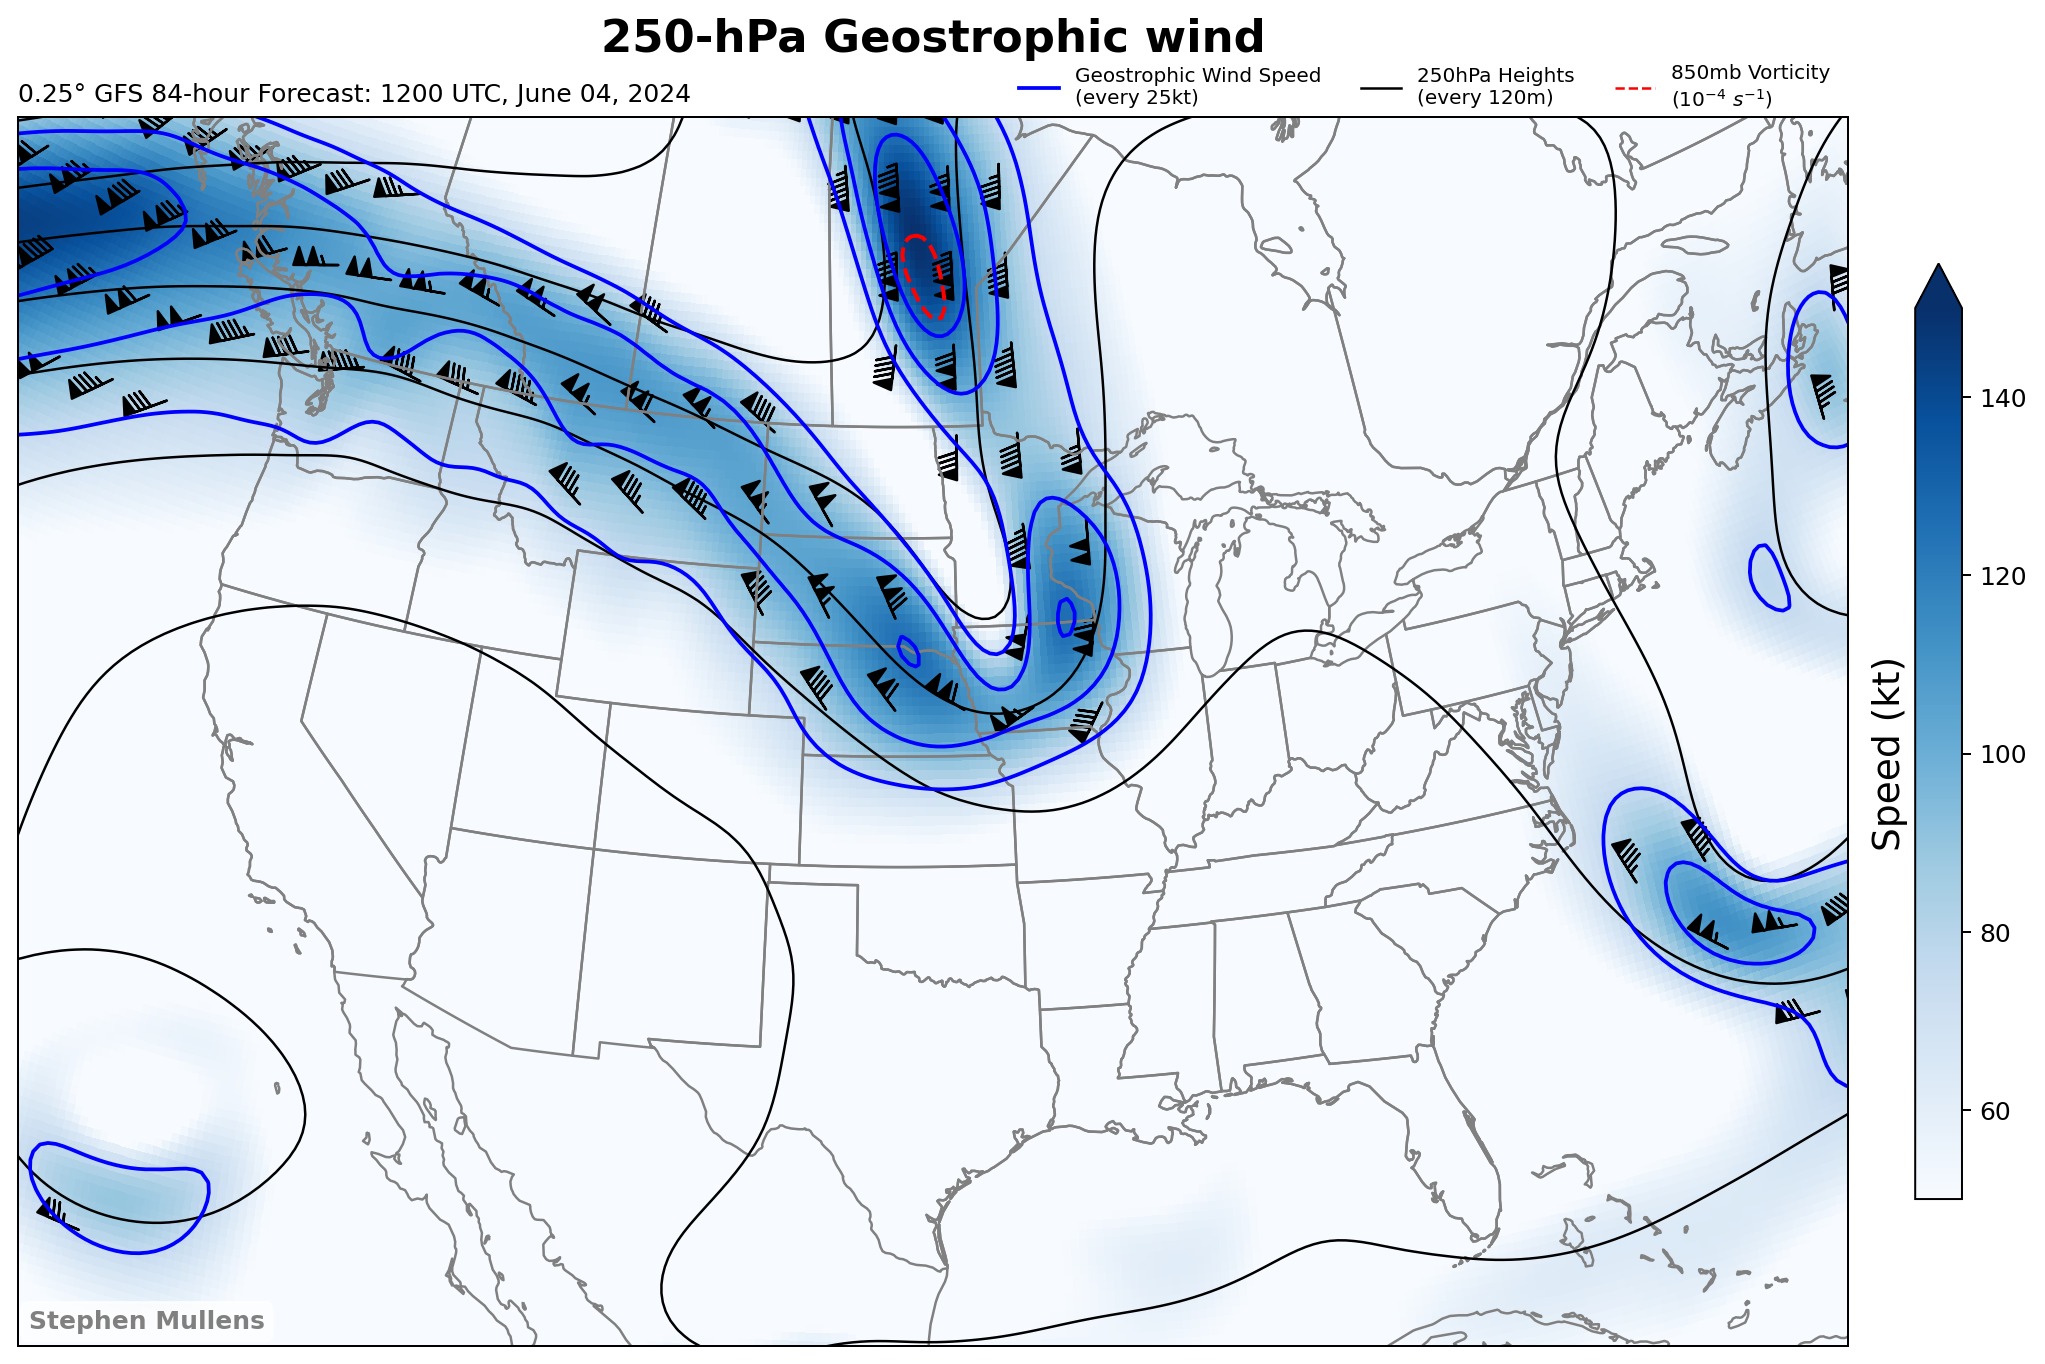 250-hPa Geostrophic wind
0.25° GFS 84-hour Forecast: 1200 UTC, June 04, 2024
Geostrophic Wind Speed
(every 25kt)
250hPa Heights
(every 120m)
850mb Vorticity
(10⁻⁴ s⁻¹)
140
120
100
80
60
Speed (kt)
Stephen Mullens